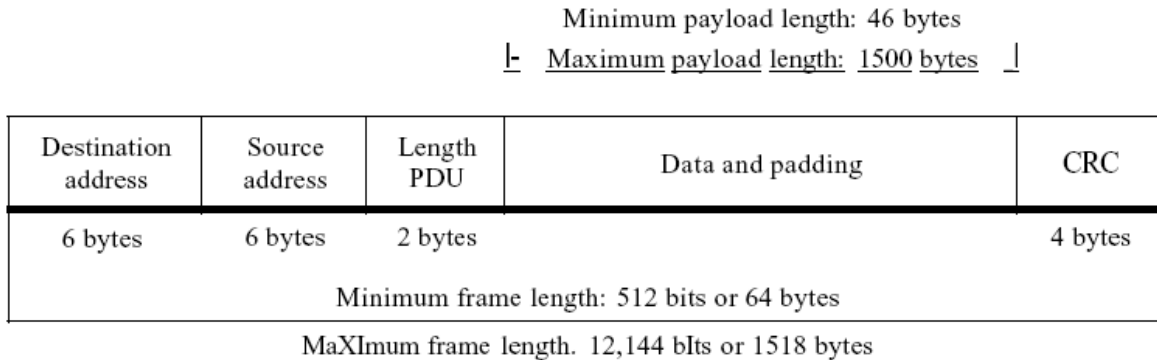 Minimum payload length: 46 bytes
Maximum payload length: 1500 bytes
Destination address
Source address
Length PDU
Data and padding
CRC
6 bytes
6 bytes
2 bytes
4 bytes
Minimum frame length: 512 bits or 64 bytes
MaXImum frame length. 12,144 bIts or 1518 bytes